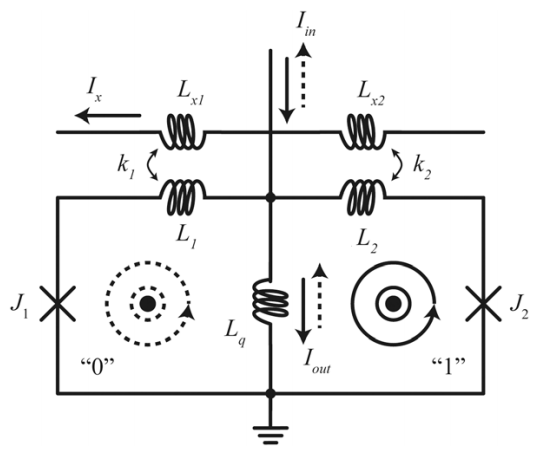 I_in
I_x
L_x1
L_x2
k_1
k_2
L_1
L_2
J_1
J_2
L_q
I_out
“0”
“1”